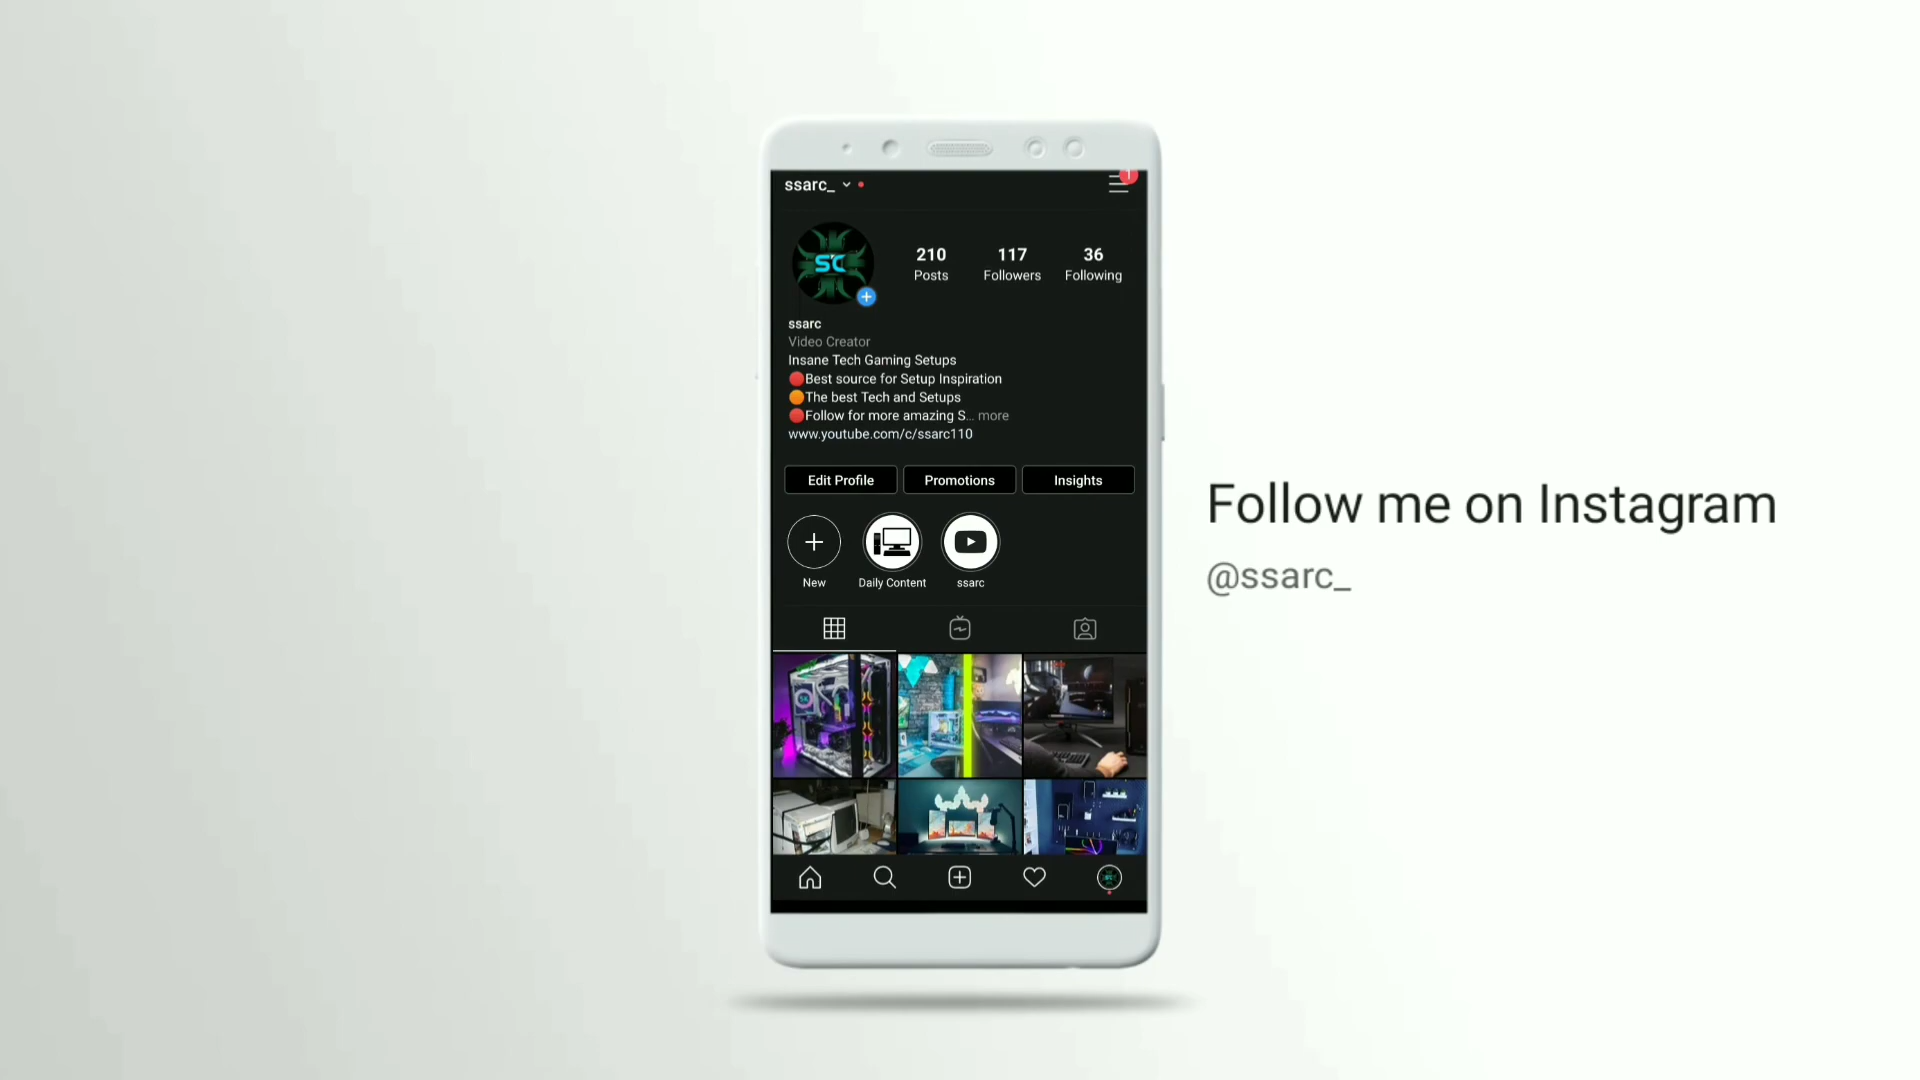 ssarc_
1
SC
210 117 36
Posts Followers Following
ssarc
Video Creator
Insane Tech Gaming Setups
🔴Best source for Setup Inspiration
🟠The best Tech and Setups
🔴Follow for more amazing S... more
www.youtube.com/c/ssarc110
Edit Profile Promotions Insights
New Daily Content ssarc
Follow me on Instagram
@ssarc_